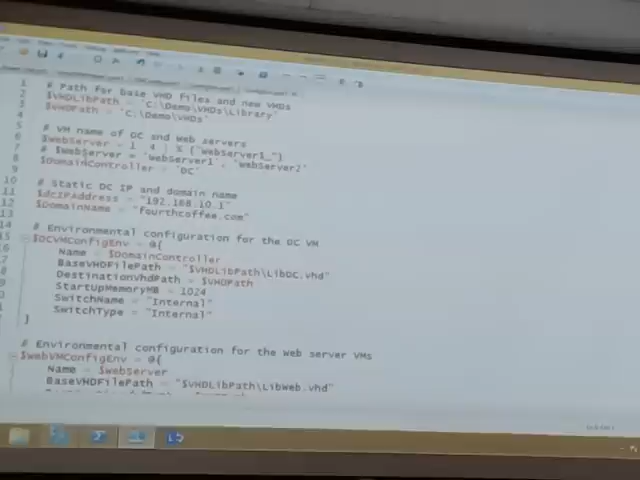 # Path for base VHD files and new VHDs
$VHDLibPath = 'C:\Demo\VHDs\Library'
$VHDPath = 'C:\Demo\VHDs'
# VM name of DC and Web servers
$WebServer = 1..4 | % {"WebServer$_"}
# $WebServer = 'WebServer1', 'WebServer2'
$DomainController = 'DC'
# Static DC IP and domain name
$dcIPAddress = "192.168.10.1"
$DomainName = "fourthcoffee.com"
# Environmental configuration for the DC VM
$DCVMConfigEnv = @{
Name = $DomainController
BaseVHDFilePath = "$VHDLibPath\LibDC.vhd"
DestinationVhdPath = $VHDPath
StartUpMemoryMB = 1024
SwitchName = "Internal"
SwitchType = "Internal"
}
# Environmental configuration for the Web server VMs
$WebVMConfigEnv = @{
Name = $WebServer
BaseVHDFilePath = "$VHDLibPath\LibWeb.vhd"